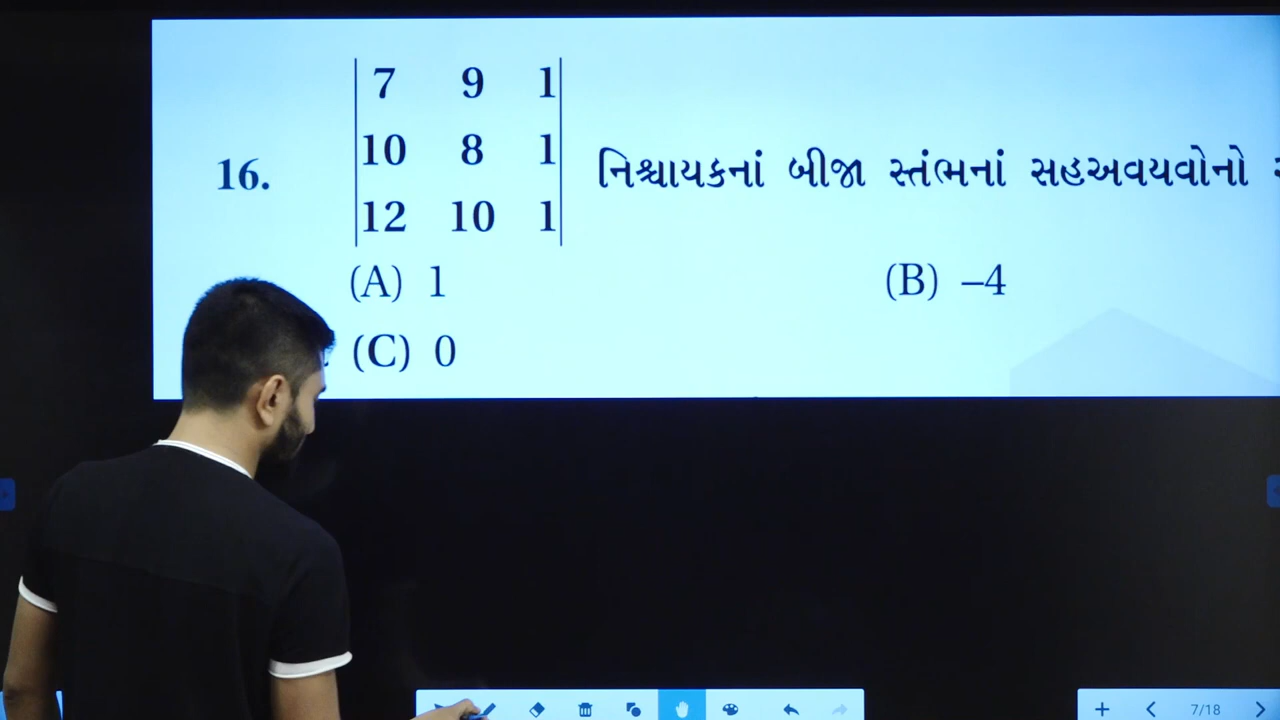 7 9 1
10 8 1
16. 12 10 1 નિશ્ચાયકનાં બીજા સ્તંભનાં સહઅવયવોનો
(A) 1 (B) –4
(C) 0
7/18